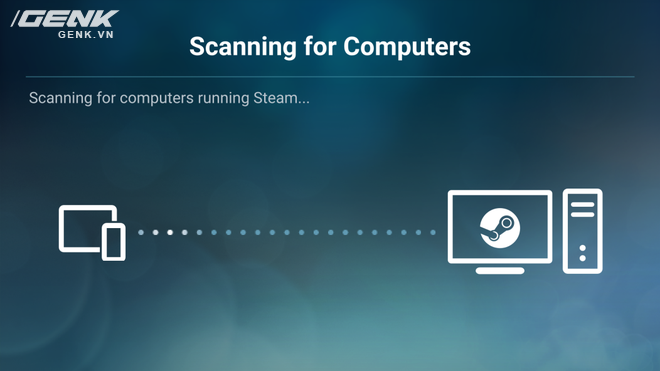 GENK
GENK.VN
Scanning for Computers
Scanning for computers running Steam...